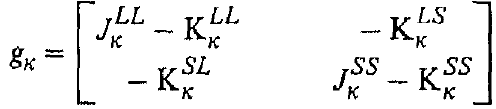 g_κ = [ J_κ^{LL} − K_κ^{LL}    − K_κ^{LS}
− K_κ^{SL}    J_κ^{SS} − K_κ^{SS} ]